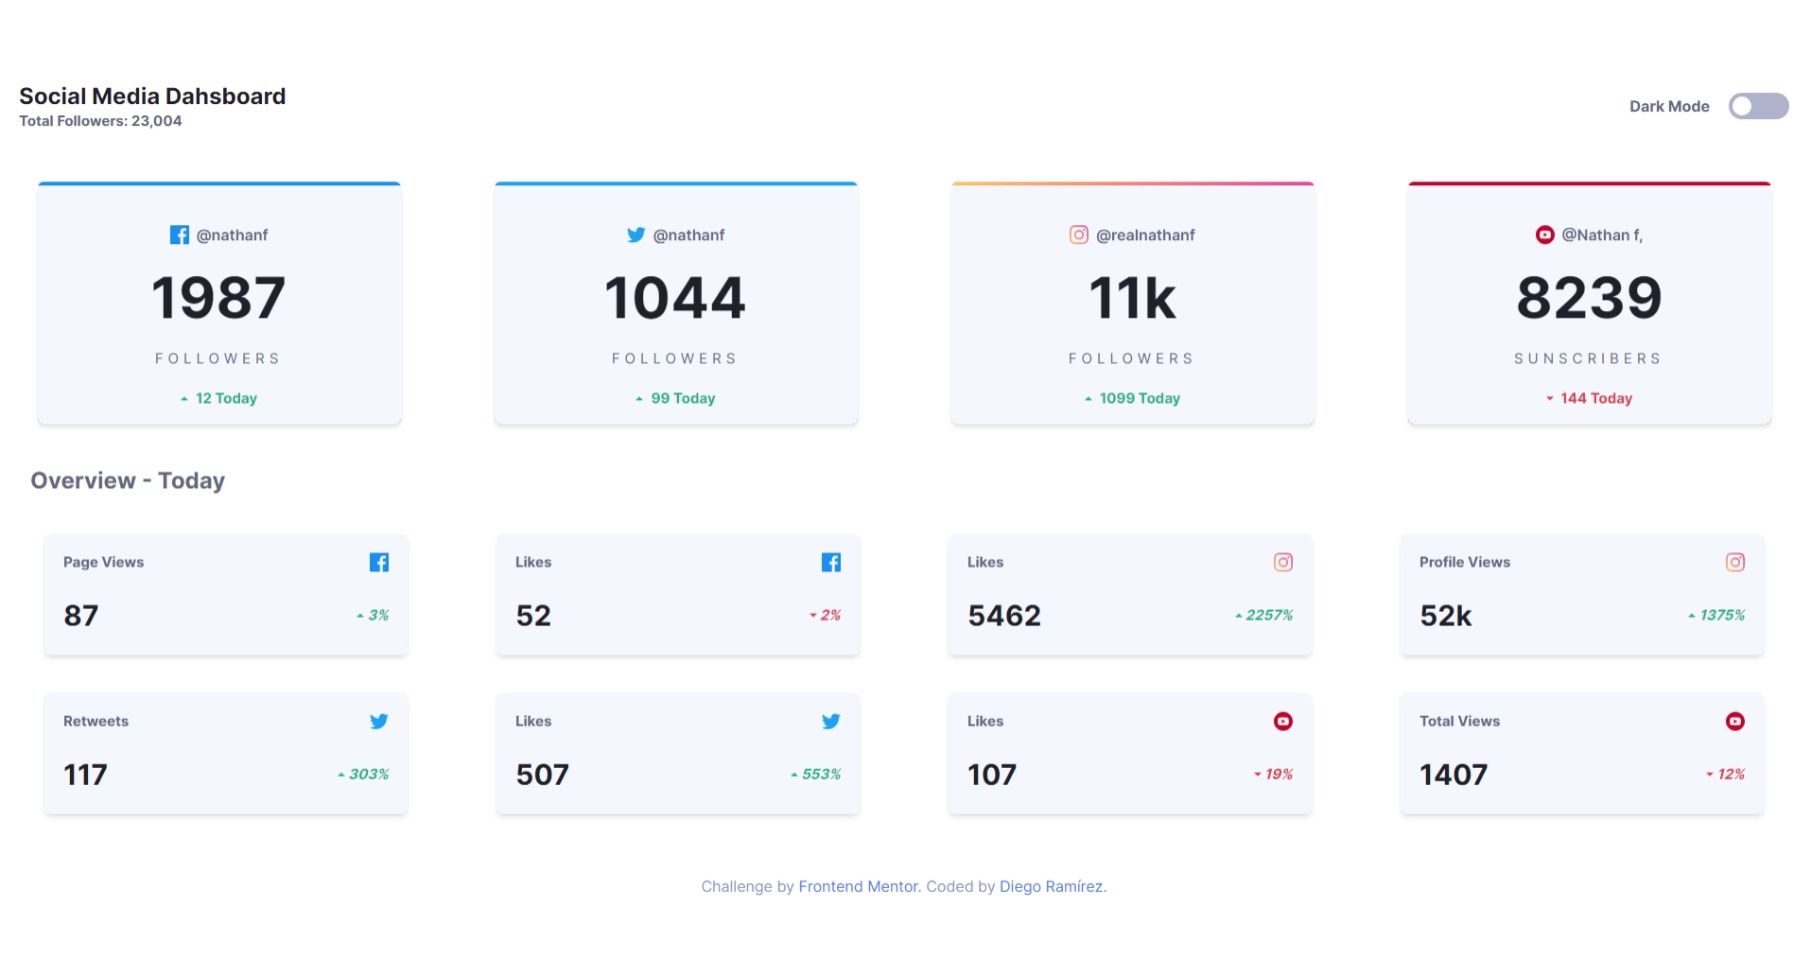 Social Media Dahsboard
Total Followers: 23,004
Dark Mode
@nathanf
1987
FOLLOWERS
12 Today
@nathanf
1044
FOLLOWERS
99 Today
@realnathanf
11k
FOLLOWERS
1099 Today
@Nathan f,
8239
SUNSCRIBERS
144 Today
Overview - Today
Page Views
87
3%
Likes
52
2%
Likes
5462
2257%
Profile Views
52k
1375%
Retweets
117
303%
Likes
507
553%
Likes
107
19%
Total Views
1407
12%
Challenge by Frontend Mentor. Coded by Diego Ramírez.